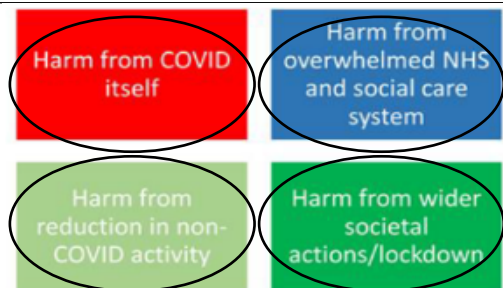 Harm from COVID
itself
Harm from
overwhelmed NHS
and social care
system
Harm from
reduction in non-
COVID activity
Harm from wider
societal
actions/lockdown